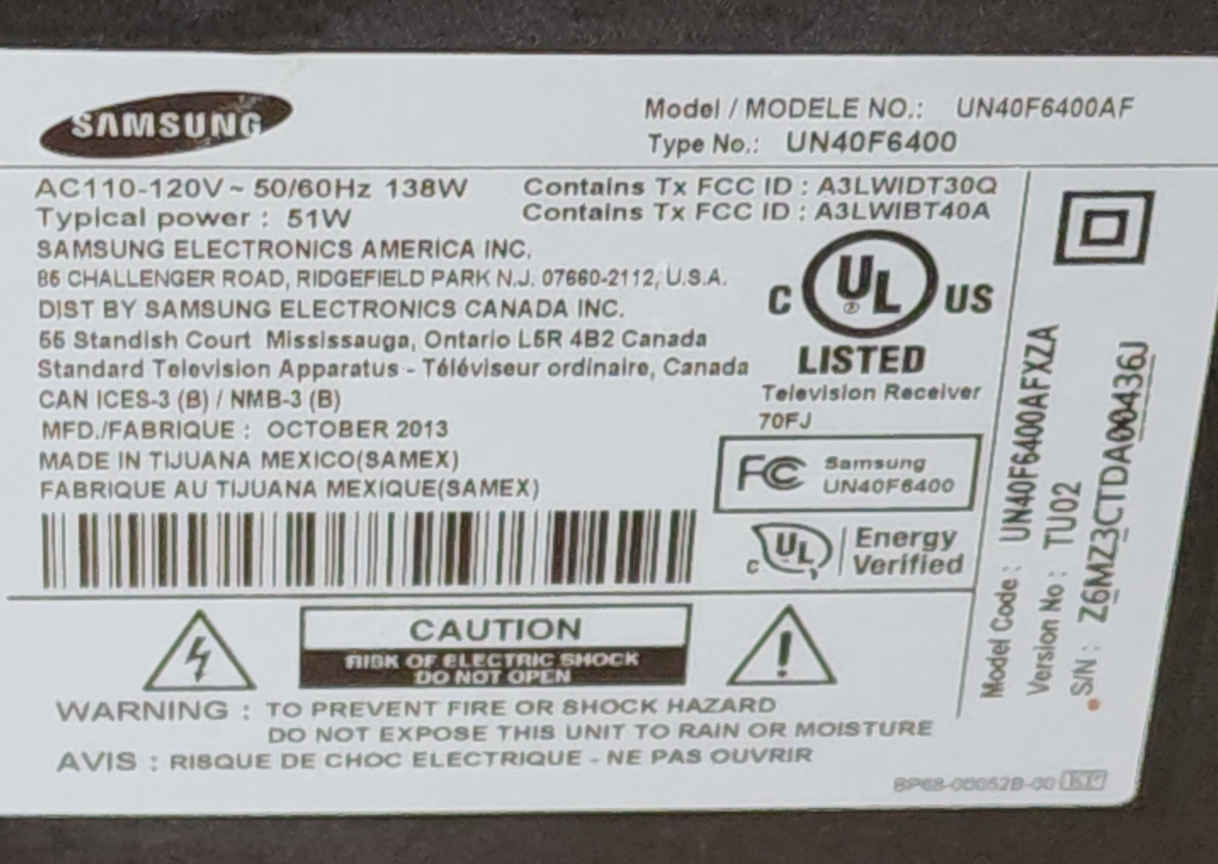 SAMSUNG
Model / MODELE NO.: UN40F6400AF
Type No.: UN40F6400
AC110-120V ~ 50/60Hz 138W
Typical power : 51W
Contains Tx FCC ID : A3LWIDT30Q
Contains Tx FCC ID : A3LWIBT40A
SAMSUNG ELECTRONICS AMERICA INC.
85 CHALLENGER ROAD, RIDGEFIELD PARK N.J. 07660-2112, U.S.A.
DIST BY SAMSUNG ELECTRONICS CANADA INC.
55 Standish Court Mississauga, Ontario L5R 4B2 Canada
Standard Television Apparatus - Téléviseur ordinaire, Canada
CAN ICES-3 (B) / NMB-3 (B)
MFD./FABRIQUE : OCTOBER 2013
MADE IN TIJUANA MEXICO(SAMEX)
FABRIQUE AU TIJUANA MEXIQUE(SAMEX)
C UL ® US
LISTED
Television Receiver
70FJ
FC Samsung
UN40F6400
C UL Energy
Verified
Model Code : UN40F6400AFXZA
Version No : TU02
S/N : Z6MZ3CTDA00436J
CAUTION
RISK OF ELECTRIC SHOCK
DO NOT OPEN
WARNING : TO PREVENT FIRE OR SHOCK HAZARD
DO NOT EXPOSE THIS UNIT TO RAIN OR MOISTURE
AVIS : RISQUE DE CHOC ELECTRIQUE - NE PAS OUVRIR
BP68-00052B-00